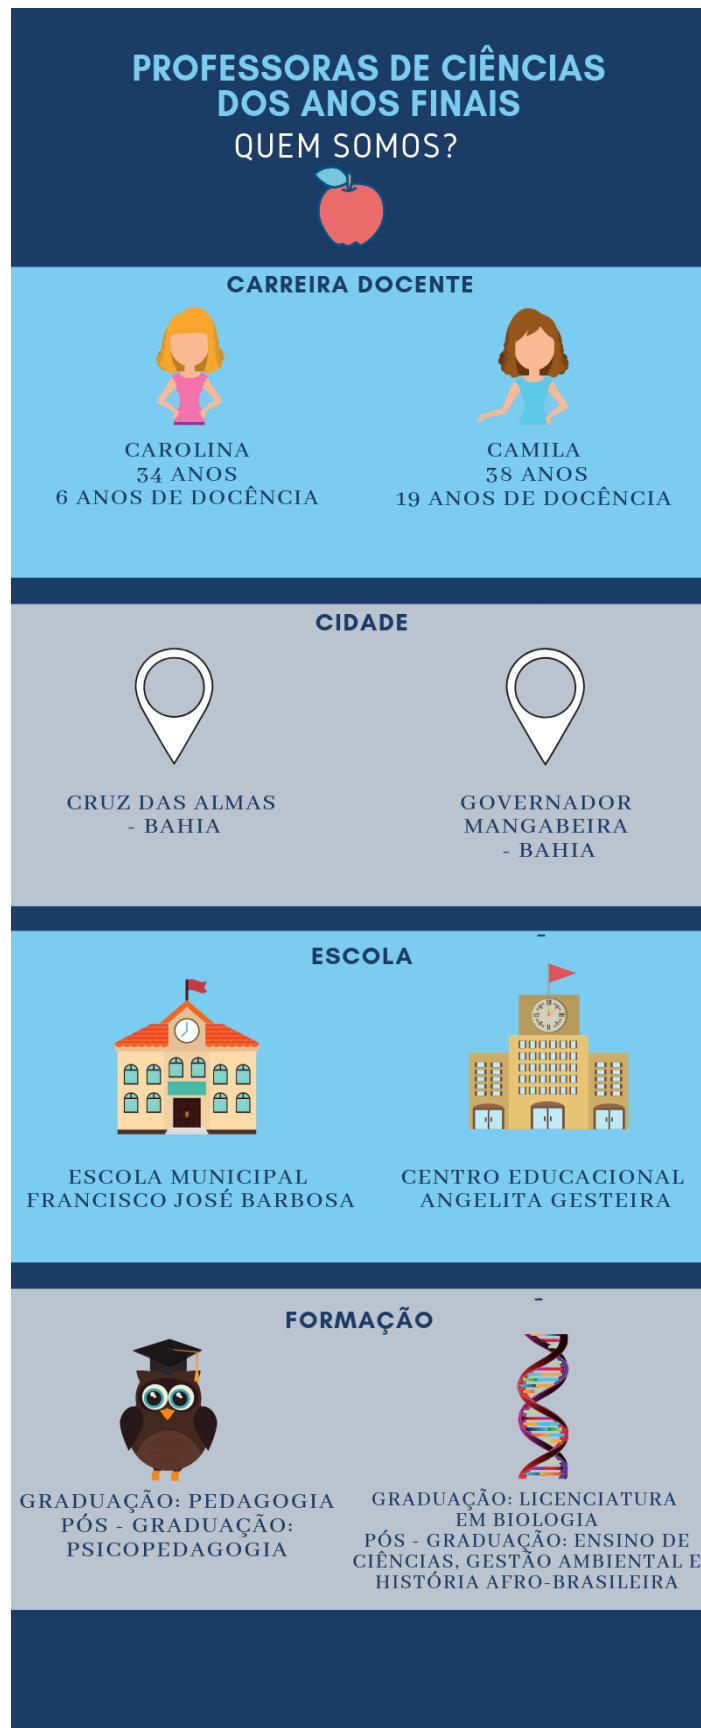 PROFESSORAS DE CIÊNCIAS
DOS ANOS FINAIS
QUEM SOMOS?
CARREIRA DOCENTE
CAROLINA
34 ANOS
6 ANOS DE DOCÊNCIA
CAMILA
38 ANOS
19 ANOS DE DOCÊNCIA
CIDADE
CRUZ DAS ALMAS
- BAHIA
GOVERNADOR
MANGABEIRA
- BAHIA
-
ESCOLA
ESCOLA MUNICIPAL
FRANCISCO JOSÉ BARBOSA
CENTRO EDUCACIONAL
ANGELITA GESTEIRA
-
FORMAÇÃO
GRADUAÇÃO: PEDAGOGIA
PÓS - GRADUAÇÃO:
PSICOPEDAGOGIA
GRADUAÇÃO: LICENCIATURA
EM BIOLOGIA
PÓS - GRADUAÇÃO: ENSINO DE
CIÊNCIAS, GESTÃO AMBIENTAL E
HISTÓRIA AFRO-BRASILEIRA